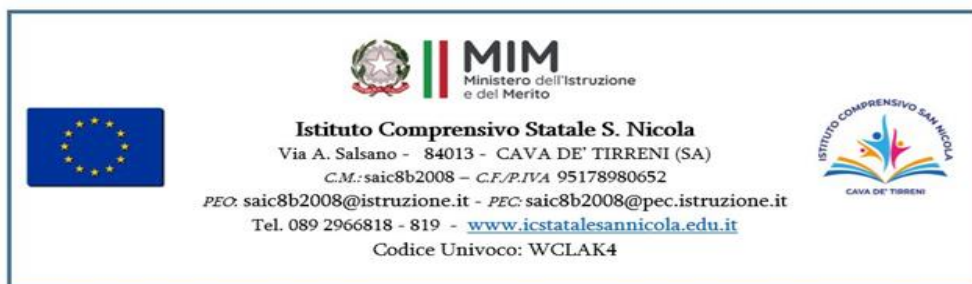 MIM
Ministero dell'Istruzione
e del Merito
Istituto Comprensivo Statale S. Nicola
Via A. Salsano - 84013 - CAVA DE' TIRRENI (SA)
C.M.: saic8b2008 – C.F./P.IVA 95178980652
PEO: saic8b2008@istruzione.it - PEC: saic8b2008@pec.istruzione.it
Tel. 089 2966818 - 819 - www.icstatalesannicola.edu.it
Codice Univoco: WCLAK4
ISTITUTO COMPRENSIVO SAN NICOLA
CAVA DE' TIRRENI